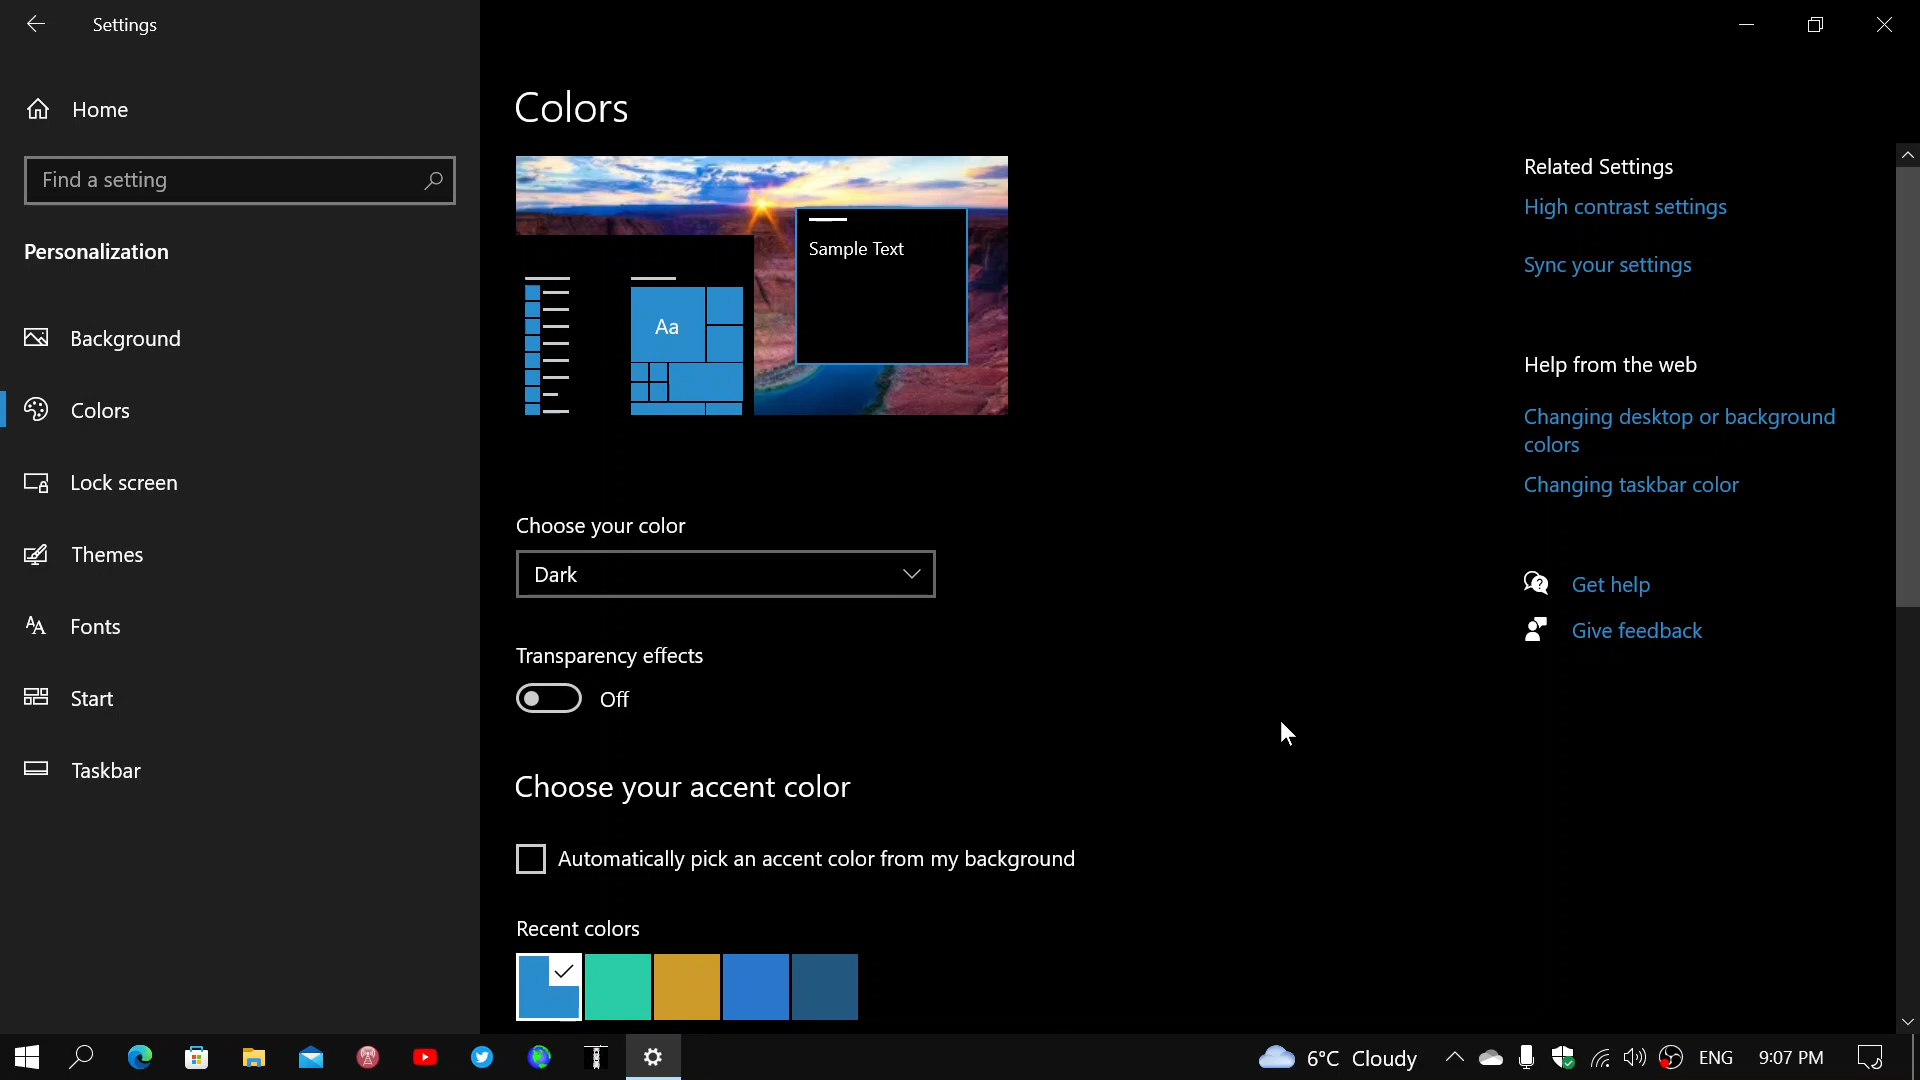 Settings
Home
Find a setting
Personalization
Background
Colors
Lock screen
Themes
Fonts
Start
Taskbar
Colors
Sample Text
Aa
Choose your color
Dark
Transparency effects
Off
Choose your accent color
Automatically pick an accent color from my background
Recent colors
Related Settings
High contrast settings
Sync your settings
Help from the web
Changing desktop or background
colors
Changing taskbar color
Get help
Give feedback
6°C Cloudy
ENG
9:07 PM